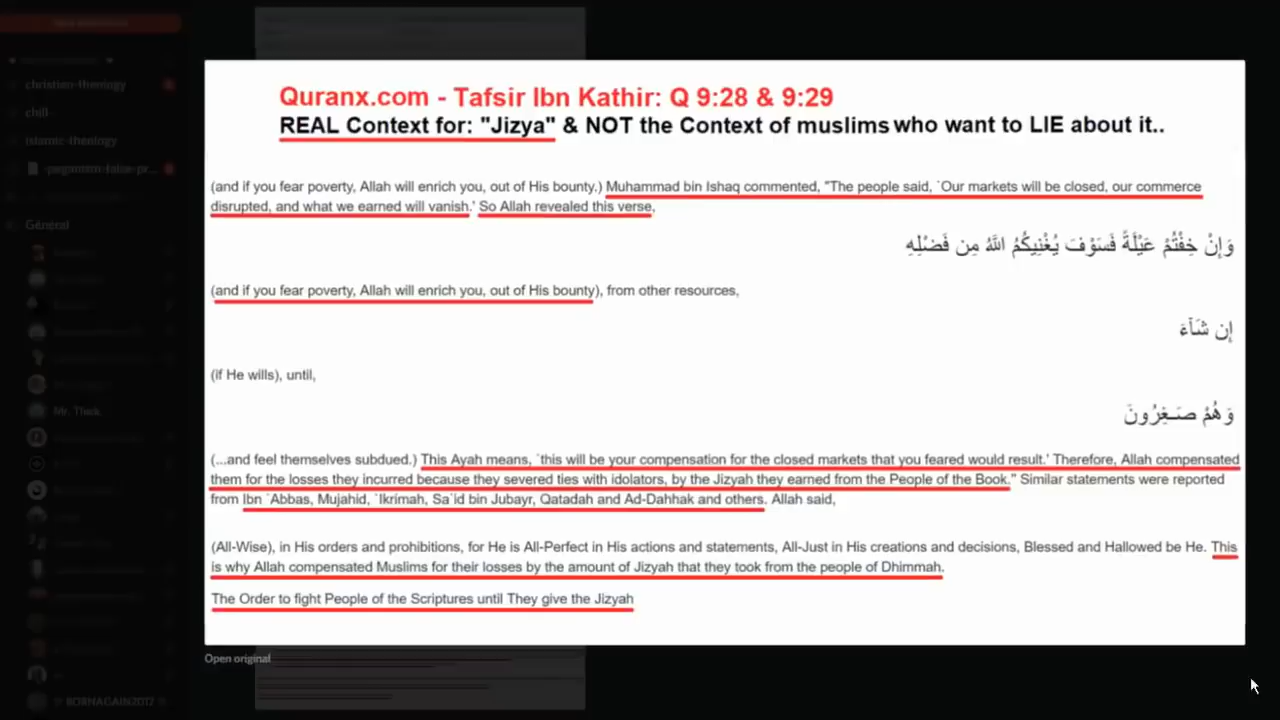 christian-theology
chill
islamic-theology
General
Mr. Thick
BORNAGAIN2017
Quranx.com - Tafsir Ibn Kathir: Q 9:28 & 9:29
REAL Context for: "Jizya" & NOT the Context of muslims who want to LIE about it..
(and if you fear poverty, Allah will enrich you, out of His bounty.) Muhammad bin Ishaq commented, "The people said, `Our markets will be closed, our commerce
disrupted, and what we earned will vanish.' So Allah revealed this verse,
وَإِنْ خِفْتُمْ عَيْلَةً فَسَوْفَ يُغْنِيكُمُ اللَّهُ مِن فَضْلِهِ
(and if you fear poverty, Allah will enrich you, out of His bounty), from other resources,
إِن شَآءَ
(if He wills), until,
وَهُمْ صَـغِرُونَ
(...and feel themselves subdued.) This Ayah means, `this will be your compensation for the closed markets that you feared would result.' Therefore, Allah compensated
them for the losses they incurred because they severed ties with idolators, by the Jizyah they earned from the People of the Book." Similar statements were reported
from Ibn `Abbas, Mujahid, `Ikrimah, Sa`id bin Jubayr, Qatadah and Ad-Dahhak and others. Allah said,
(All-Wise), in His orders and prohibitions, for He is All-Perfect in His actions and statements, All-Just in His creations and decisions, Blessed and Hallowed be He. This
is why Allah compensated Muslims for their losses by the amount of Jizyah that they took from the people of Dhimmah.
The Order to fight People of the Scriptures until They give the Jizyah
Open original